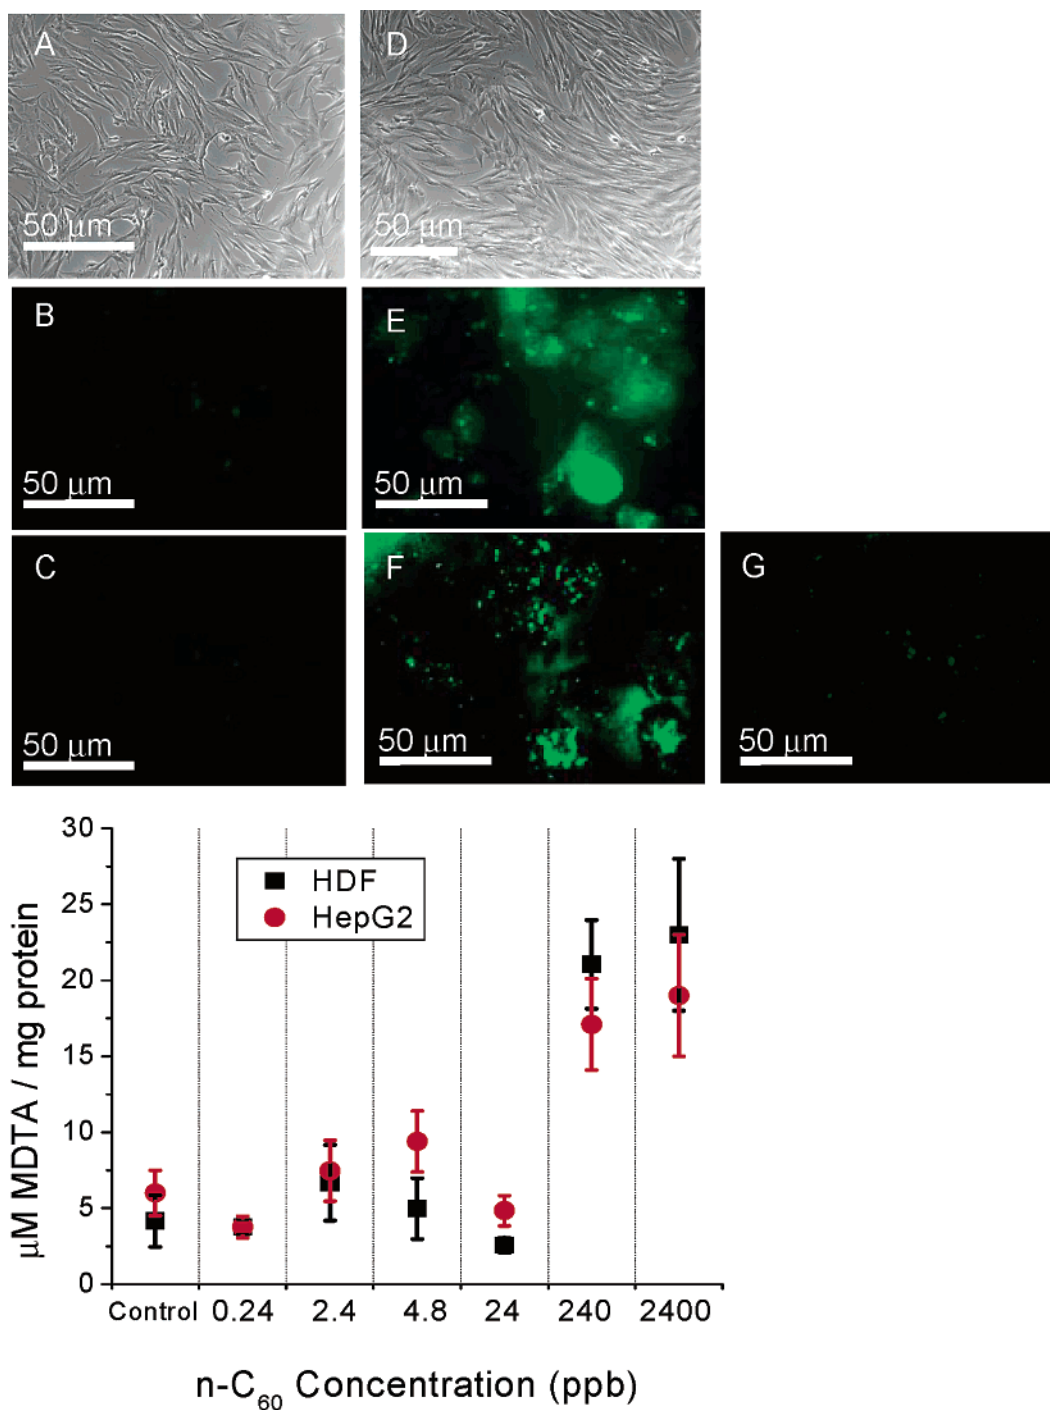 A
50 μm
D
50 μm
B
50 μm
E
50 μm
C
50 μm
F
50 μm
G
50 μm
μM MDTA / mg protein
30
25
20
15
10
5
0
HDF
HepG2
Control 0.24 2.4 4.8 24 240 2400
n-C₆₀ Concentration (ppb)